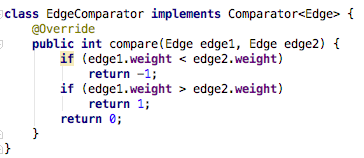 class EdgeComparator implements Comparator<Edge> {
    @Override
    public int compare(Edge edge1, Edge edge2) {
        if (edge1.weight < edge2.weight)
            return -1;
        if (edge1.weight > edge2.weight)
            return 1;
        return 0;
    }
}